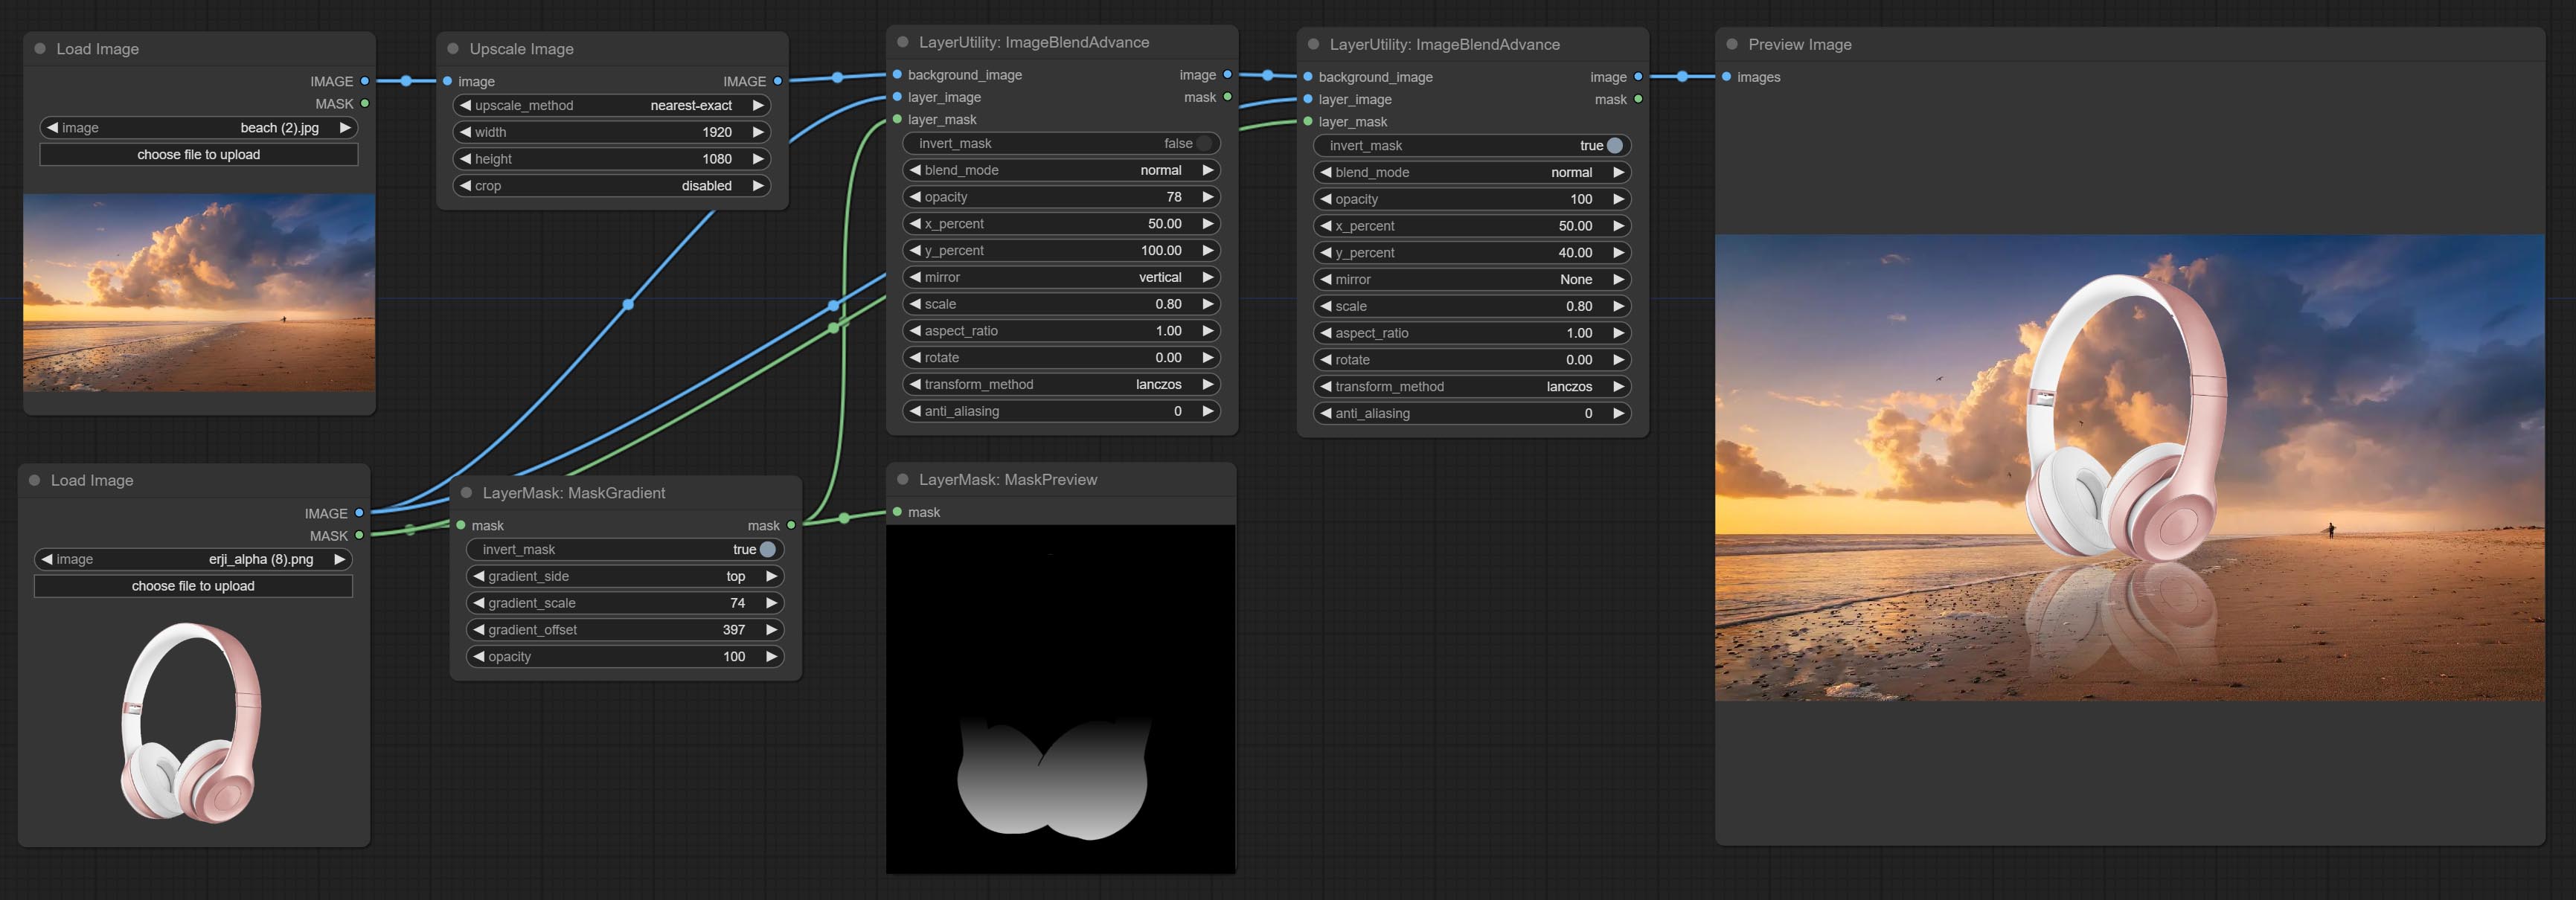 Load Image
IMAGE
MASK
image beach (2).jpg
choose file to upload
Upscale Image
image IMAGE
upscale_method nearest-exact
width 1920
height 1080
crop disabled
LayerUtility: ImageBlendAdvance
background_image image
layer_image mask
layer_mask
invert_mask false
blend_mode normal
opacity 78
x_percent 50.00
y_percent 100.00
mirror vertical
scale 0.80
aspect_ratio 1.00
rotate 0.00
transform_method lanczos
anti_aliasing 0
LayerUtility: ImageBlendAdvance
background_image image
layer_image mask
layer_mask
invert_mask true
blend_mode normal
opacity 100
x_percent 50.00
y_percent 40.00
mirror None
scale 0.80
aspect_ratio 1.00
rotate 0.00
transform_method lanczos
anti_aliasing 0
Preview Image
images
Load Image
IMAGE
MASK
image erji_alpha (8).png
choose file to upload
LayerMask: MaskGradient
mask mask
invert_mask true
gradient_side top
gradient_scale 74
gradient_offset 397
opacity 100
LayerMask: MaskPreview
mask